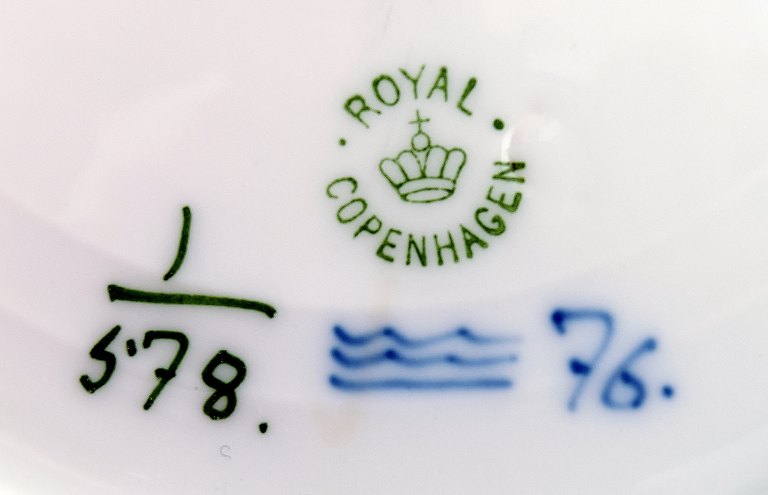 ROYAL
COPENHAGEN
1
578.
76.